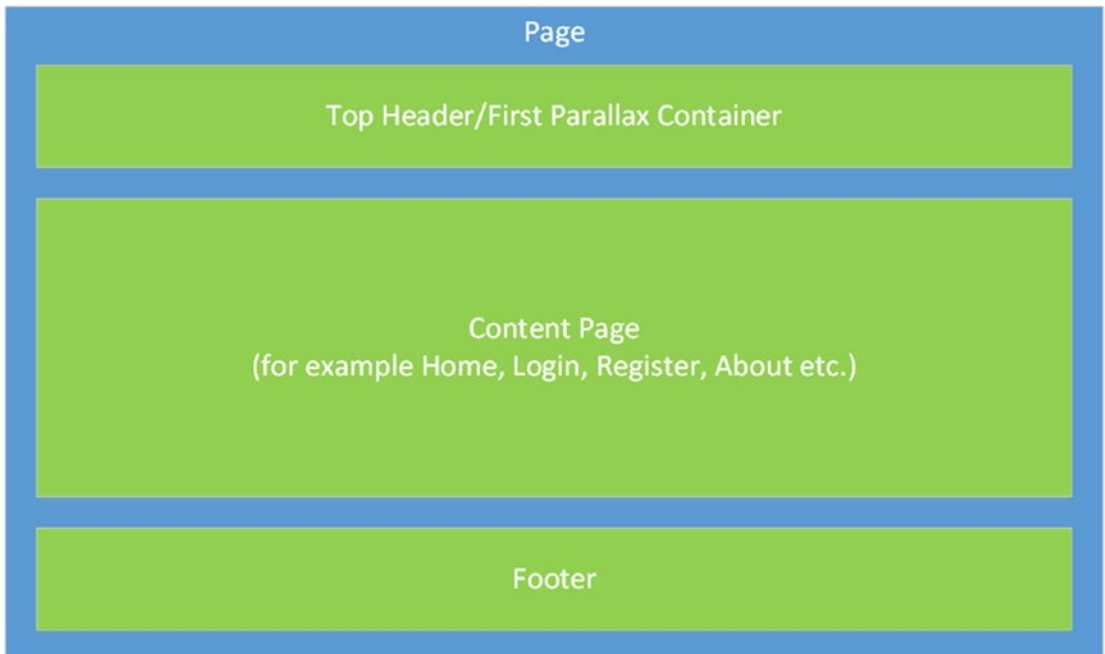 Page
Top Header/First Parallax Container
Content Page
(for example Home, Login, Register, About etc.)
Footer